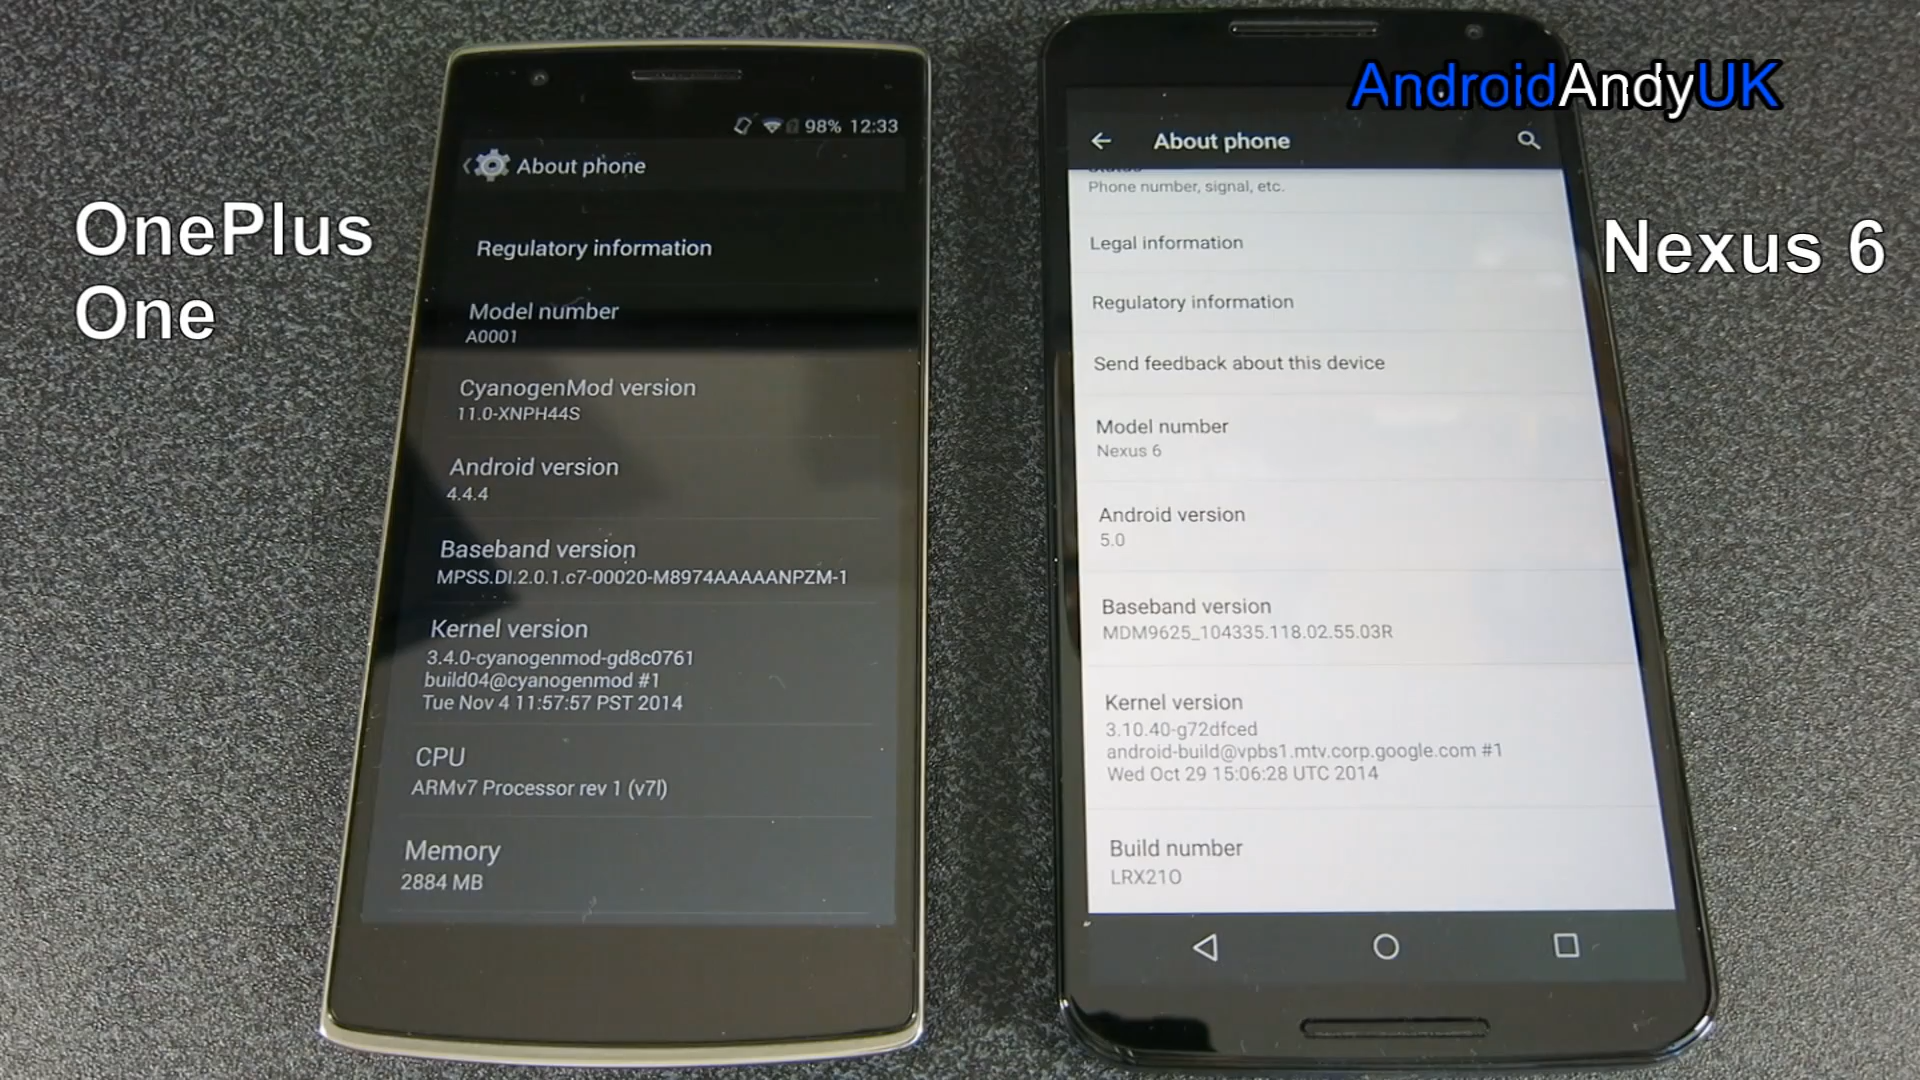 AndroidAndyUK
OnePlus
One
98% 12:33
About phone
Regulatory information
Model number
A0001
CyanogenMod version
11.0-XNPH44S
Android version
4.4.4
Baseband version
MPSS.DI.2.0.1.c7-00020-M8974AAAAANPZM-1
Kernel version
3.4.0-cyanogenmod-gd8c0761
build04@cyanogenmod #1
Tue Nov 4 11:57:57 PST 2014
CPU
ARMv7 Processor rev 1 (v7l)
Memory
2884 MB
Nexus 6
About phone
Status
Phone number, signal, etc.
Legal information
Regulatory information
Send feedback about this device
Model number
Nexus 6
Android version
5.0
Baseband version
MDM9625_104335.118.02.55.03R
Kernel version
3.10.40-g72dfced
android-build@vpbs1.mtv.corp.google.com #1
Wed Oct 29 15:06:28 UTC 2014
Build number
LRX21O